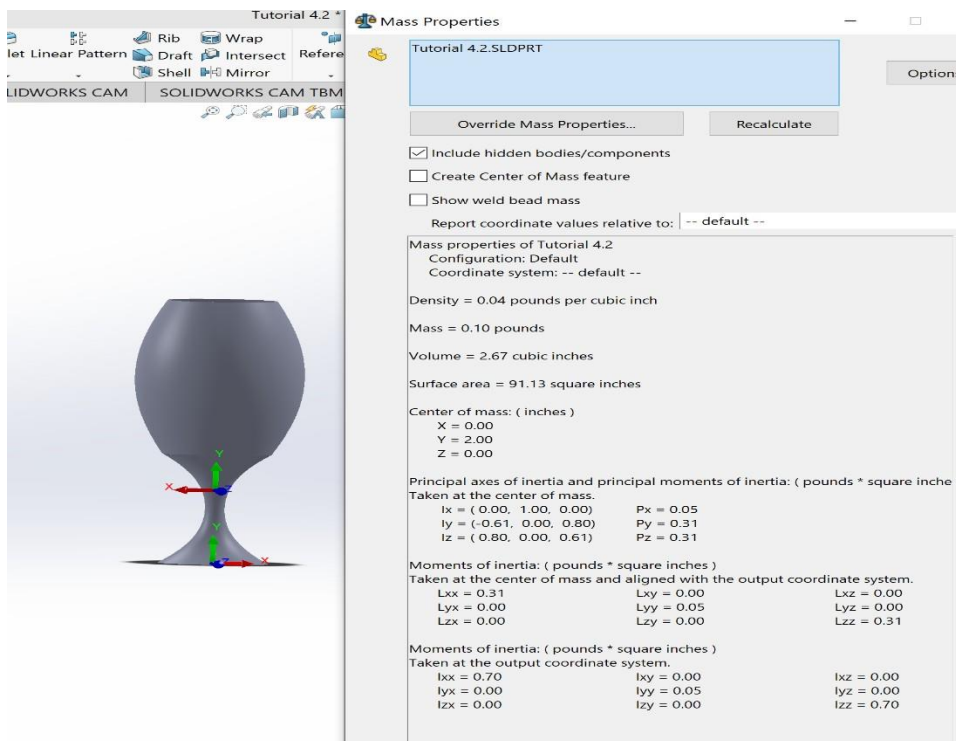 Tutorial 4.2 *
Rib Wrap
let Linear Pattern Draft Intersect Refere
Shell Mirror
LIDWORKS CAM SOLIDWORKS CAM TBM
Y
X Z
Y
Z X
Mass Properties
Tutorial 4.2.SLDPRT
Option
Override Mass Properties... Recalculate
Include hidden bodies/components
Create Center of Mass feature
Show weld bead mass
Report coordinate values relative to: -- default --
Mass properties of Tutorial 4.2
Configuration: Default
Coordinate system: -- default --
Density = 0.04 pounds per cubic inch
Mass = 0.10 pounds
Volume = 2.67 cubic inches
Surface area = 91.13 square inches
Center of mass: ( inches )
X = 0.00
Y = 2.00
Z = 0.00
Principal axes of inertia and principal moments of inertia: ( pounds * square inche
Taken at the center of mass.
Ix = ( 0.00, 1.00, 0.00) Px = 0.05
Iy = (-0.61, 0.00, 0.80) Py = 0.31
Iz = ( 0.80, 0.00, 0.61) Pz = 0.31
Moments of inertia: ( pounds * square inches )
Taken at the center of mass and aligned with the output coordinate system.
Lxx = 0.31 Lxy = 0.00 Lxz = 0.00
Lyx = 0.00 Lyy = 0.05 Lyz = 0.00
Lzx = 0.00 Lzy = 0.00 Lzz = 0.31
Moments of inertia: ( pounds * square inches )
Taken at the output coordinate system.
Ixx = 0.70 Ixy = 0.00 Ixz = 0.00
Iyx = 0.00 Iyy = 0.05 Iyz = 0.00
Izx = 0.00 Izy = 0.00 Izz = 0.70